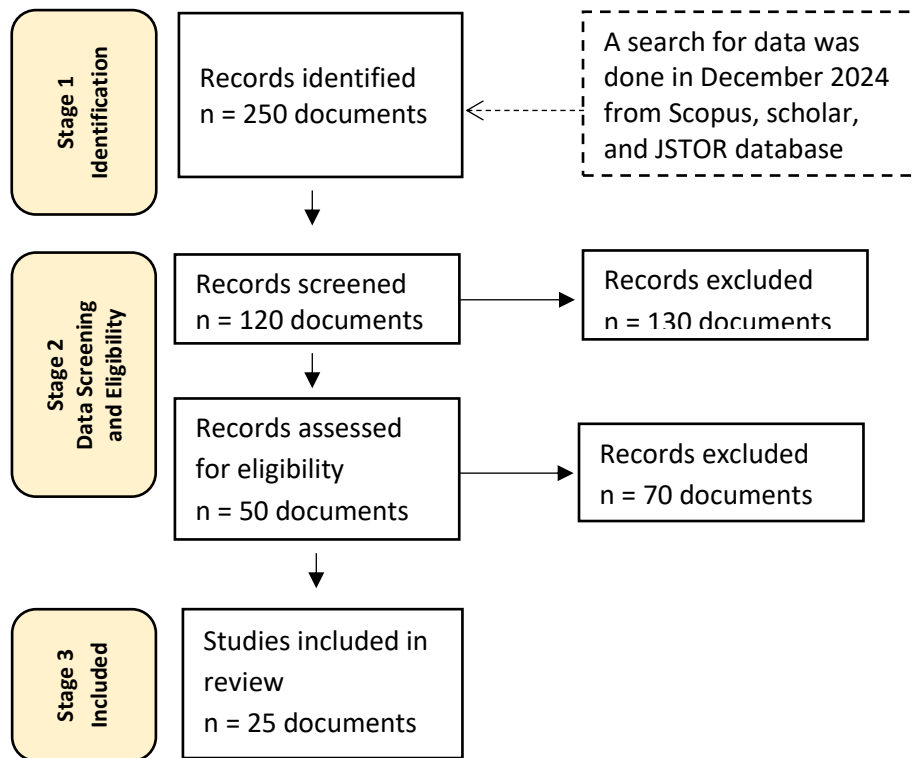 Stage 1
Identification
Records identified
n = 250 documents
A search for data was
done in December 2024
from Scopus, scholar,
and JSTOR database
Stage 2
Data Screening
and Eligibility
Records screened
n = 120 documents
Records excluded
n = 130 documents
Records assessed
for eligibility
n = 50 documents
Records excluded
n = 70 documents
Stage 3
Included
Studies included in
review
n = 25 documents